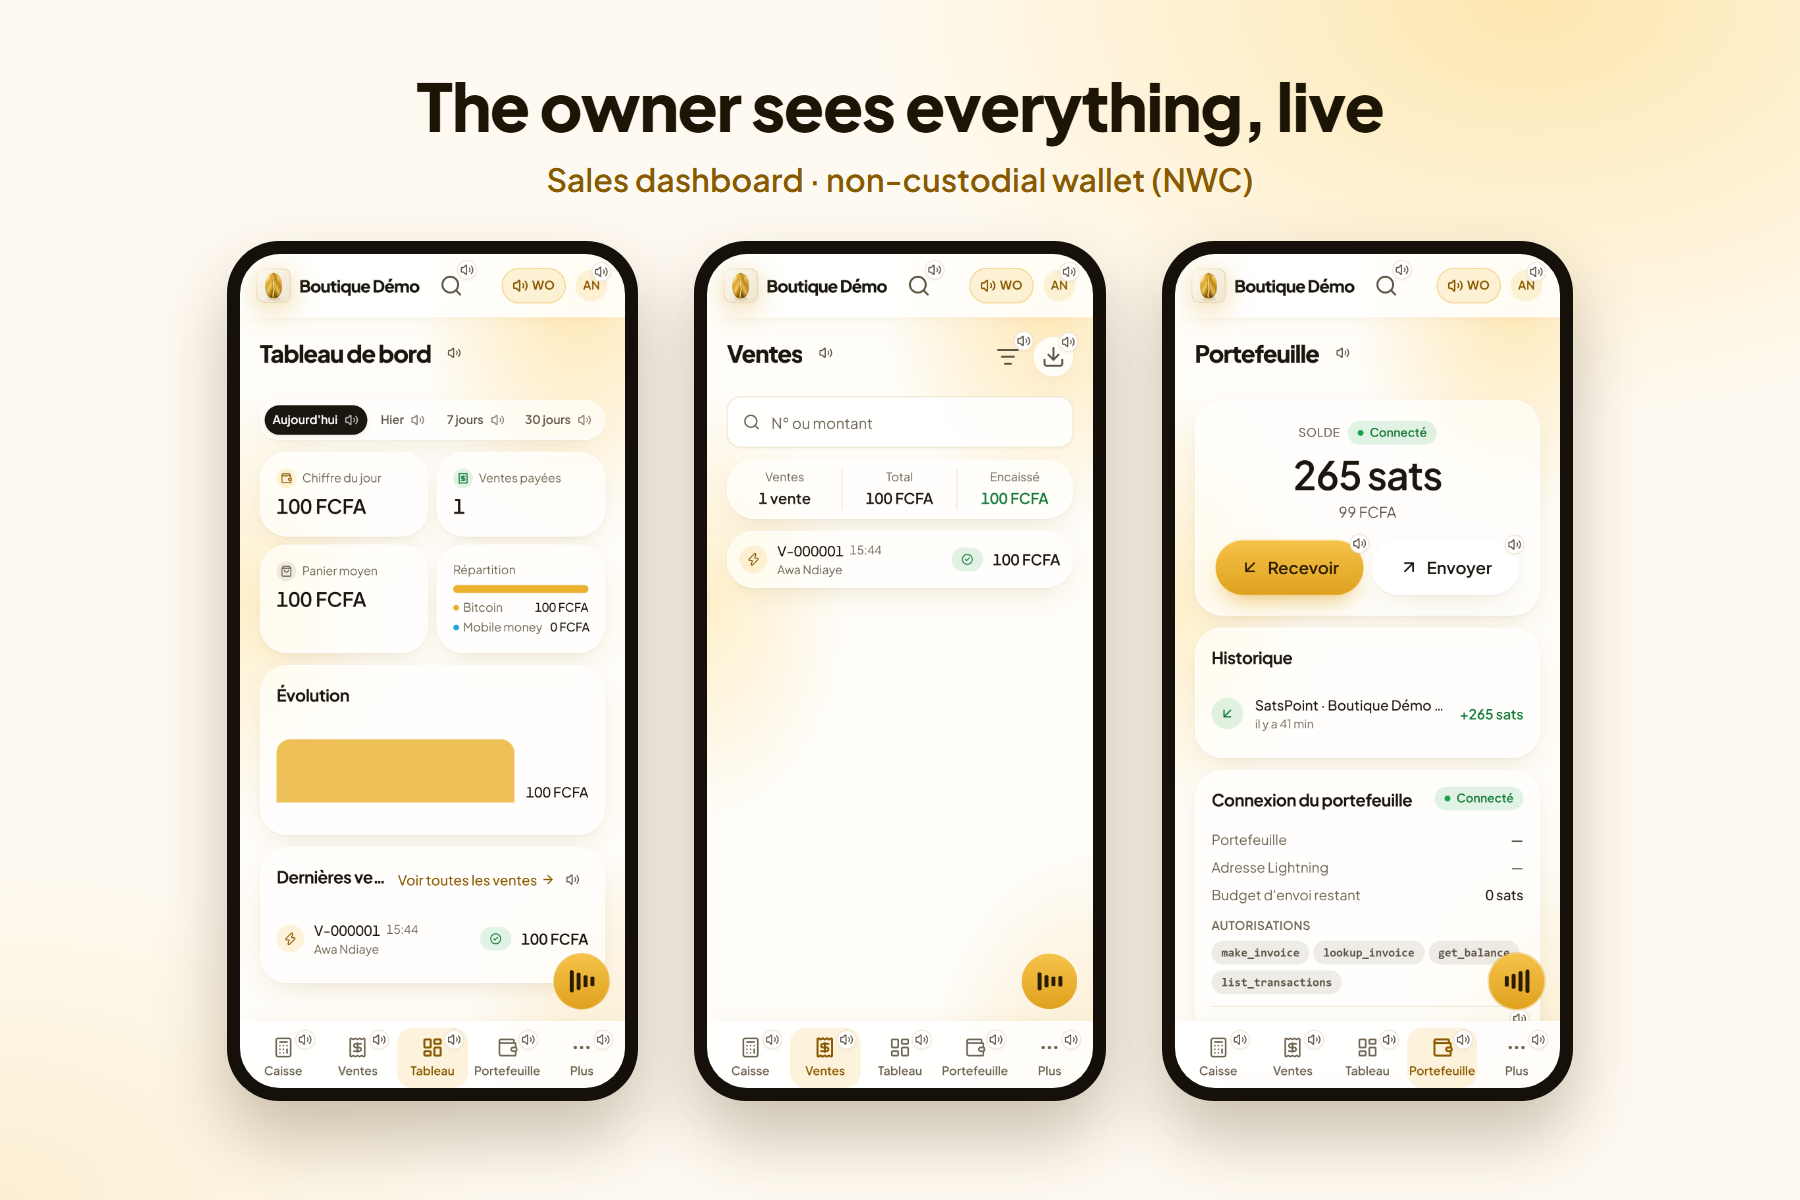 The owner sees everything, live
Sales dashboard · non-custodial wallet (NWC)
Boutique Démo
WO
AN
Tableau de bord
Aujourd'hui
Hier
7 jours
30 jours
Chiffre du jour
100 FCFA
Ventes payées
1
Panier moyen
100 FCFA
Répartition
Bitcoin 100 FCFA
Mobile money 0 FCFA
Évolution
100 FCFA
Dernières ve...
Voir toutes les ventes →
V-000001 15:44
Awa Ndiaye
100 FCFA
Caisse
Ventes
Tableau
Portefeuille
Plus
Boutique Démo
WO
AN
Ventes
N° ou montant
Ventes
1 vente
Total
100 FCFA
Encaissé
100 FCFA
V-000001 15:44
Awa Ndiaye
100 FCFA
Caisse
Ventes
Tableau
Portefeuille
Plus
Boutique Démo
WO
AN
Portefeuille
SOLDE
Connecté
265 sats
99 FCFA
Recevoir
Envoyer
Historique
SatsPoint · Boutique Démo ...
il y a 41 min
+265 sats
Connexion du portefeuille
Connecté
Portefeuille —
Adresse Lightning —
Budget d'envoi restant 0 sats
AUTORISATIONS
make_invoice
lookup_invoice
get_balance
list_transactions
Caisse
Ventes
Tableau
Portefeuille
Plus